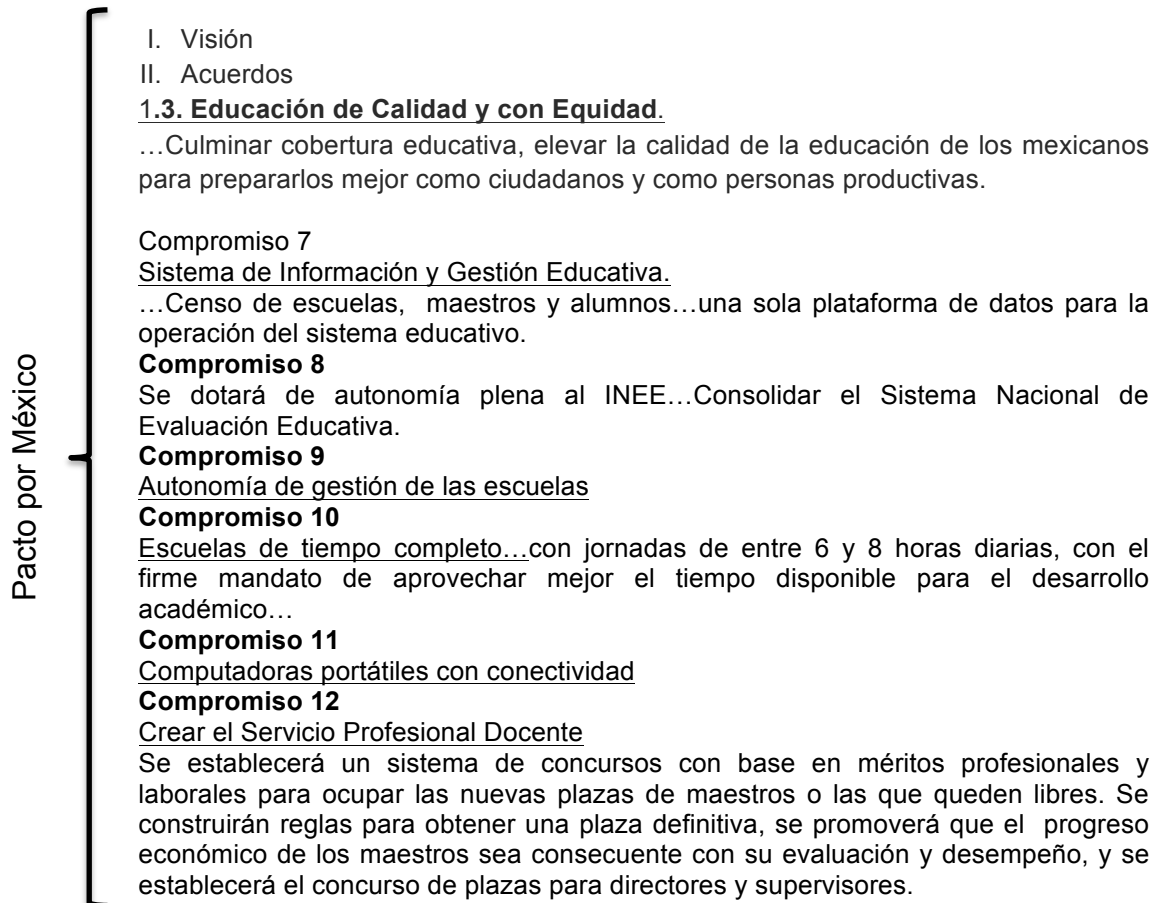 Pacto por México
I. Visión
II. Acuerdos
1.3. Educación de Calidad y con Equidad.
…Culminar cobertura educativa, elevar la calidad de la educación de los mexicanos
para prepararlos mejor como ciudadanos y como personas productivas.
Compromiso 7
Sistema de Información y Gestión Educativa.
…Censo de escuelas, maestros y alumnos…una sola plataforma de datos para la
operación del sistema educativo.
Compromiso 8
Se dotará de autonomía plena al INEE…Consolidar el Sistema Nacional de
Evaluación Educativa.
Compromiso 9
Autonomía de gestión de las escuelas
Compromiso 10
Escuelas de tiempo completo…con jornadas de entre 6 y 8 horas diarias, con el
firme mandato de aprovechar mejor el tiempo disponible para el desarrollo
académico…
Compromiso 11
Computadoras portátiles con conectividad
Compromiso 12
Crear el Servicio Profesional Docente
Se establecerá un sistema de concursos con base en méritos profesionales y
laborales para ocupar las nuevas plazas de maestros o las que queden libres. Se
construirán reglas para obtener una plaza definitiva, se promoverá que el progreso
económico de los maestros sea consecuente con su evaluación y desempeño, y se
establecerá el concurso de plazas para directores y supervisores.